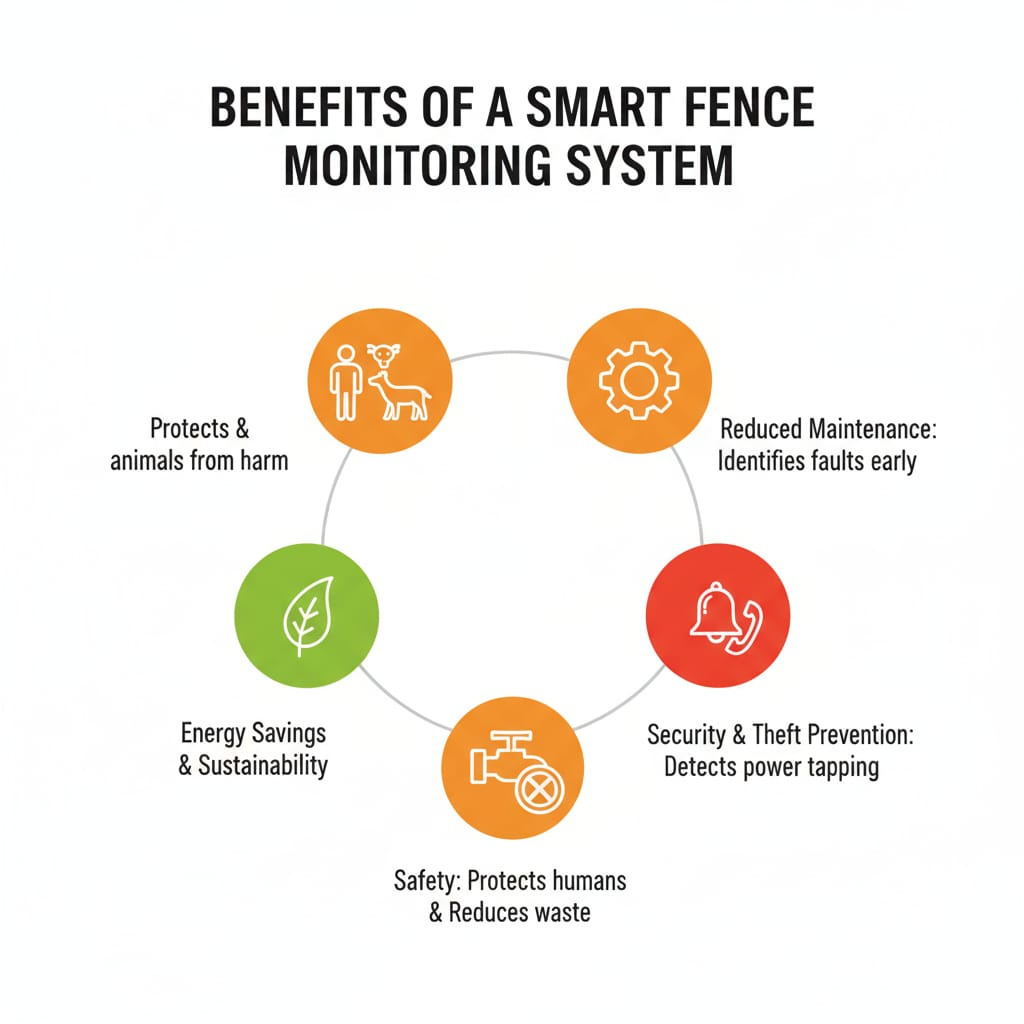 BENEFITS OF A SMART FENCE
MONITORING SYSTEM
Protects &
animals from harm
Reduced Maintenance:
Identifies faults early
Energy Savings
& Sustainability
Security & Theft Prevention:
Detects power tapping
Safety: Protects humans
& Reduces waste